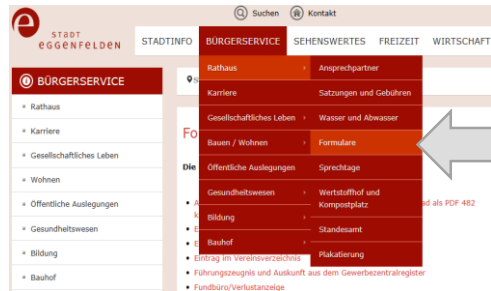 Suchen Kontakt
e
STADT
eGGENFeLDEN
STADTINFO BÜRGERSERVICE SEHENSWERTES FREIZEIT WIRTSCHAFT
BÜRGERSERVICE
Rathaus
Karriere
Gesellschaftliches Leben
Wohnen
Öffentliche Auslegungen
Gesundheitswesen
Bildung
Bauhof
Rathaus
Karriere
Gesellschaftliches Leben
Bauen / Wohnen
Öffentliche Auslegungen
Gesundheitswesen
Bildung
Bauhof
Ansprechpartner
Satzungen und Gebühren
Wasser und Abwasser
Formulare
Sprechtage
Wertstoffhof und
Kompostplatz
Standesamt
Plakatierung
Fo
Die
ad als PDF 482
Eintrag im Vereinsverzeichnis
Führungszeugnis und Auskunft aus dem Gewerbezentralregister
Fundbüro/Verlustanzeige